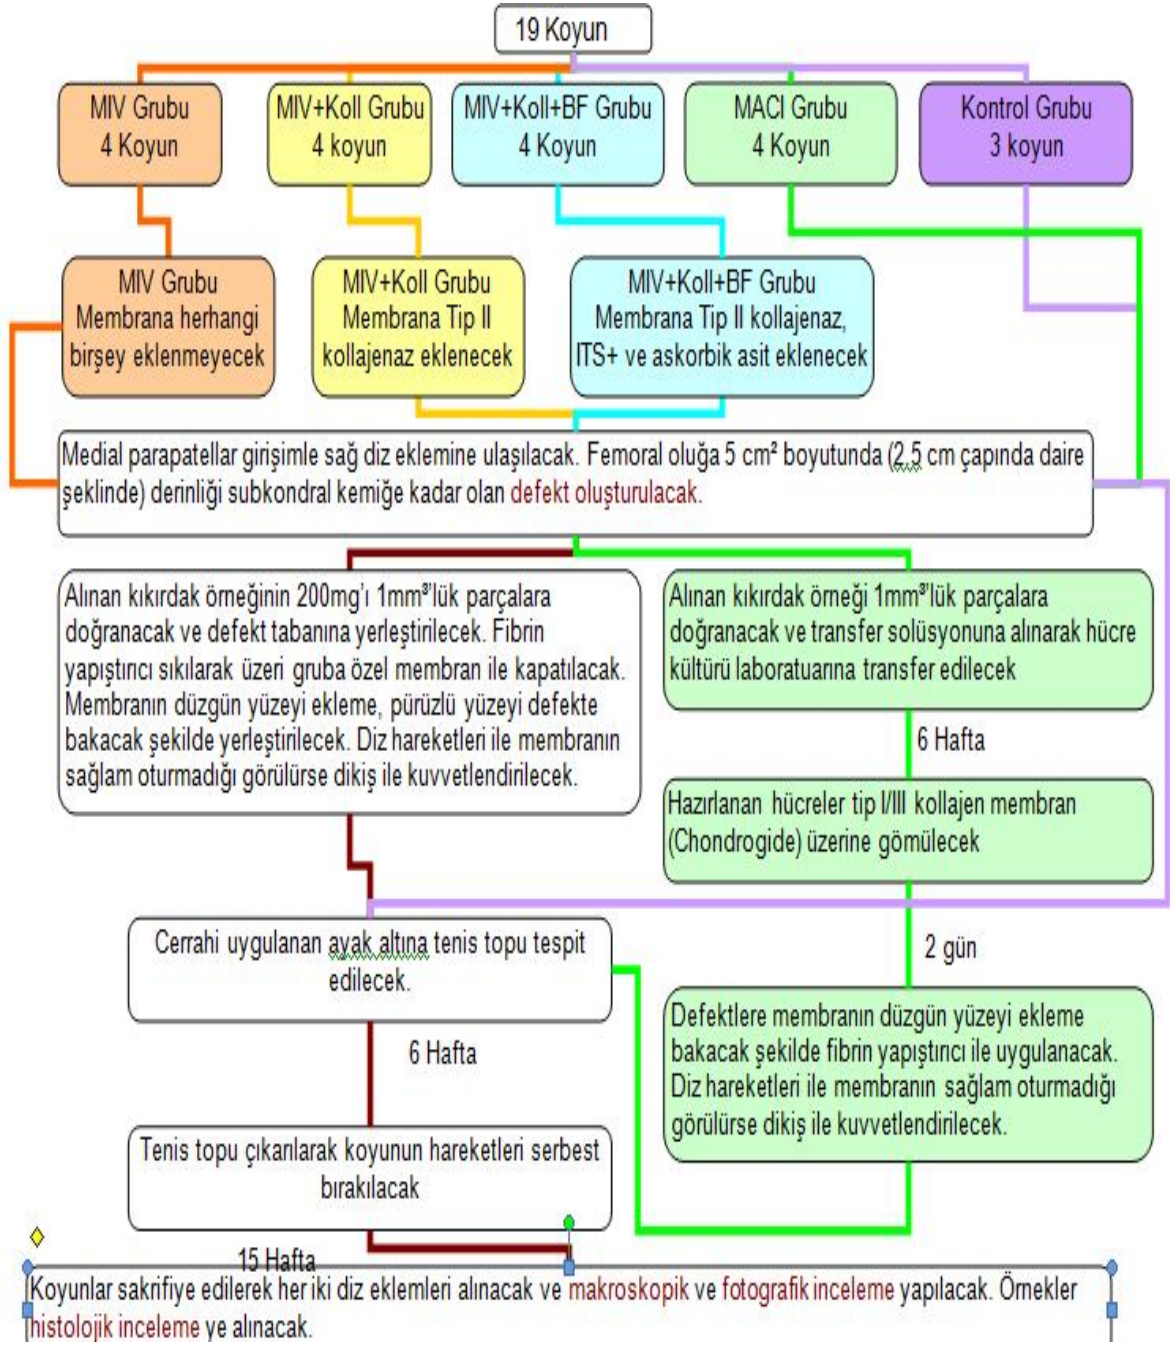 19 Koyun
MIV Grubu
4 Koyun
MIV+Koll Grubu
4 koyun
MIV+Koll+BF Grubu
4 Koyun
MACI Grubu
4 Koyun
Kontrol Grubu
3 koyun
MIV Grubu
Membrana herhangi
birşey eklenmeyecek
MIV+Koll Grubu
Membrana Tip II
kollajenaz eklenecek
MIV+Koll+BF Grubu
Membrana Tip II kollajenaz,
ITS+ ve askorbik asit eklenecek
Medial parapatellar girişimle sağ diz eklemine ulaşılacak. Femoral oluğa 5 cm² boyutunda (2,5 cm çapında daire
şeklinde) derinliği subkondral kemiğe kadar olan defekt oluşturulacak.
Alınan kıkırdak örneğinin 200mg'ı 1mm³'lük parçalara
doğranacak ve defekt tabanına yerleştirilecek. Fibrin
yapıştırıcı sıkılarak üzeri gruba özel membran ile kapatılacak.
Membranın düzgün yüzeyi ekleme, pürüzlü yüzeyi defekte
bakacak şekilde yerleştirilecek. Diz hareketleri ile membranın
sağlam oturmadığı görülürse dikiş ile kuvvetlendirilecek.
Alınan kıkırdak örneği 1mm³'lük parçalara
doğranacak ve transfer solüsyonuna alınarak hücre
kültürü laboratuarına transfer edilecek
6 Hafta
Hazırlanan hücreler tip I/III kollajen membran
(Chondrogide) üzerine gömülecek
2 gün
Defektlere membranın düzgün yüzeyi ekleme
bakacak şekilde fibrin yapıştırıcı ile uygulanacak.
Diz hareketleri ile membranın sağlam oturmadığı
görülürse dikiş ile kuvvetlendirilecek.
Cerrahi uygulanan ayak altına tenis topu tespit
edilecek.
6 Hafta
Tenis topu çıkarılarak koyunun hareketleri serbest
bırakılacak
15 Hafta
Koyunlar sakrifiye edilerek her iki diz eklemleri alınacak ve makroskopik ve fotografik inceleme yapılacak. Örnekler
histolojik inceleme ye alınacak.